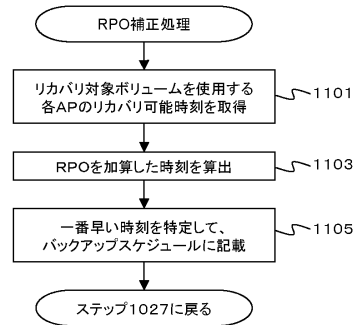 RPO補正処理
リカバリ対象ボリュームを使用する
各APのリカバリ可能時刻を取得
1101
RPOを加算した時刻を算出
1103
一番早い時刻を特定して、
バックアップスケジュールに記載
1105
ステップ1027に戻る